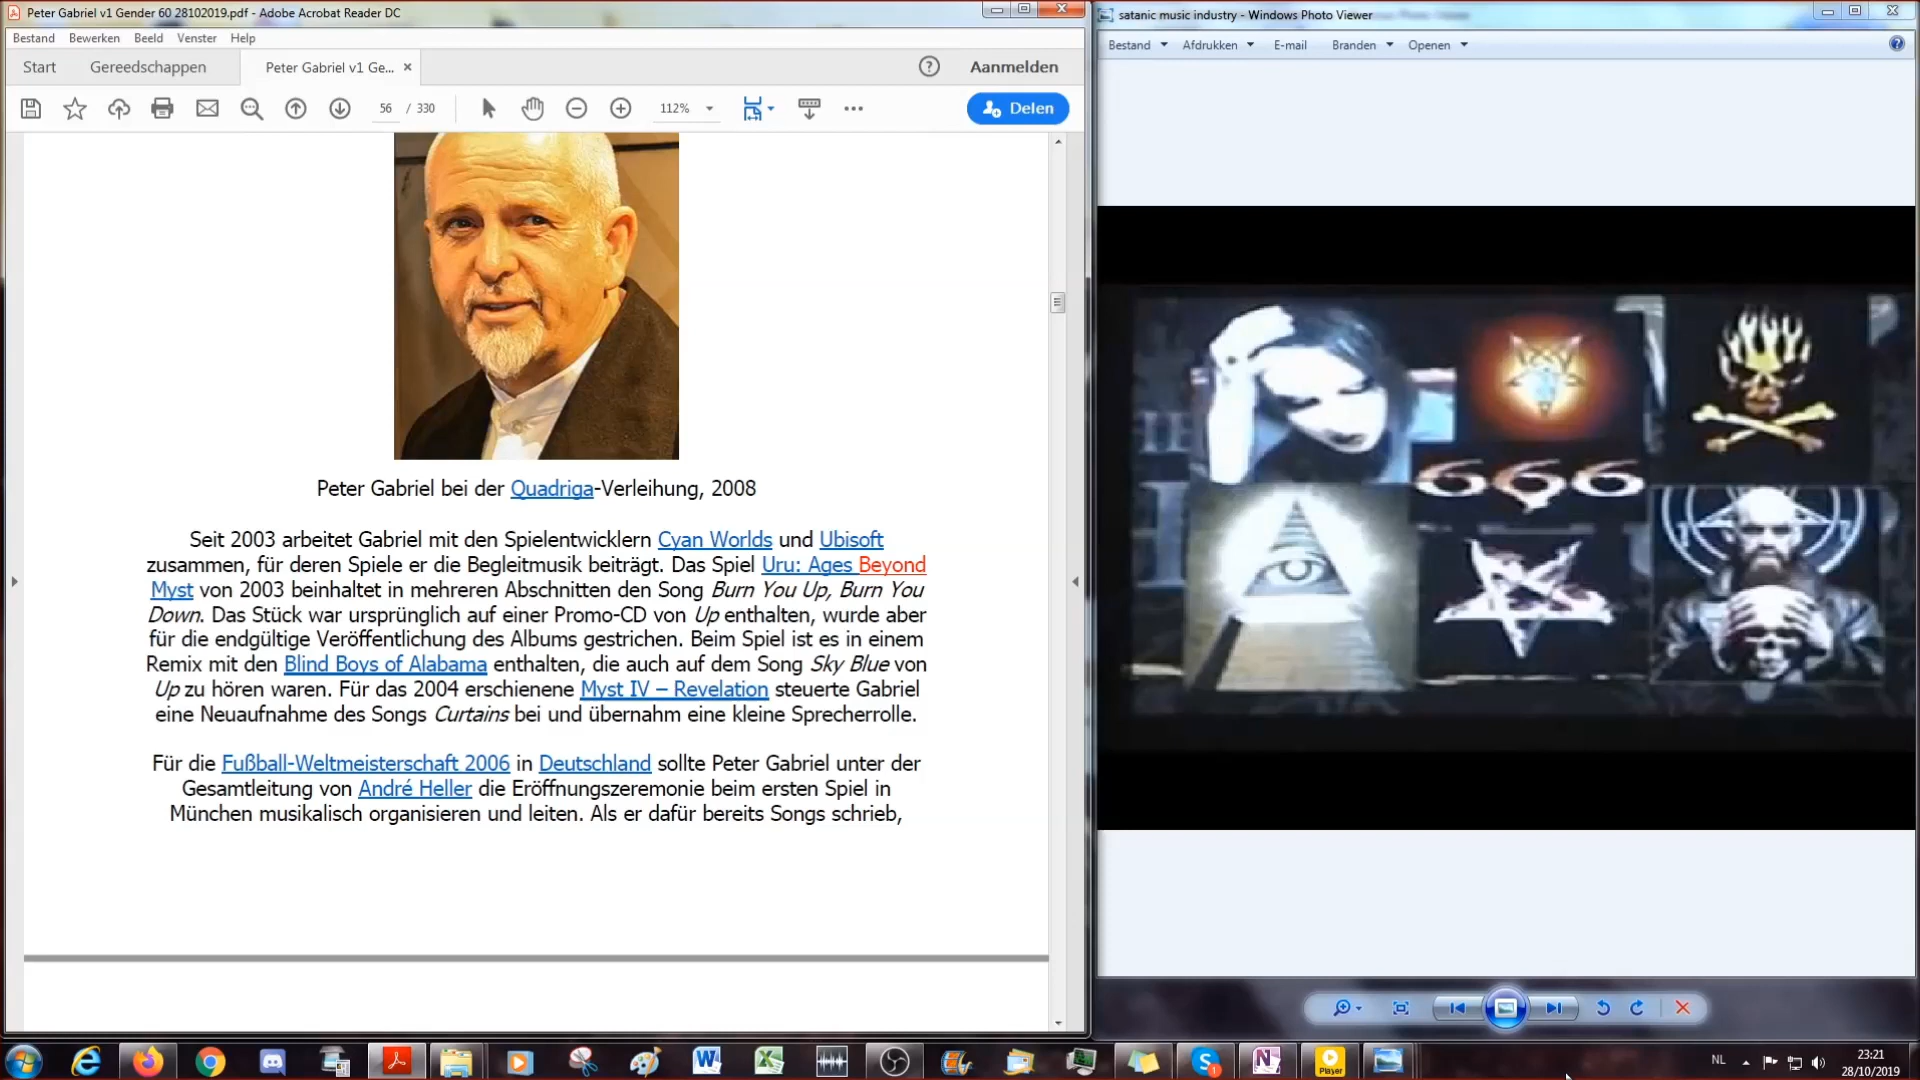 Peter Gabriel v1 Gender 60 28102019.pdf - Adobe Acrobat Reader DC
Bestand Bewerken Beeld Venster Help
Start Gereedschappen Peter Gabriel v1 Ge... Aanmelden
56 / 330 112% Delen
Peter Gabriel bei der Quadriga-Verleihung, 2008
Seit 2003 arbeitet Gabriel mit den Spielentwicklern Cyan Worlds und Ubisoft
zusammen, für deren Spiele er die Begleitmusik beiträgt. Das Spiel Uru: Ages Beyond
Myst von 2003 beinhaltet in mehreren Abschnitten den Song Burn You Up, Burn You
Down. Das Stück war ursprünglich auf einer Promo-CD von Up enthalten, wurde aber
für die endgültige Veröffentlichung des Albums gestrichen. Beim Spiel ist es in einem
Remix mit den Blind Boys of Alabama enthalten, die auch auf dem Song Sky Blue von
Up zu hören waren. Für das 2004 erschienene Myst IV – Revelation steuerte Gabriel
eine Neuaufnahme des Songs Curtains bei und übernahm eine kleine Sprecherrolle.
Für die Fußball-Weltmeisterschaft 2006 in Deutschland sollte Peter Gabriel unter der
Gesamtleitung von André Heller die Eröffnungszeremonie beim ersten Spiel in
München musikalisch organisieren und leiten. Als er dafür bereits Songs schrieb,
satanic music industry - Windows Photo Viewer
Bestand Afdrukken E-mail Branden Openen
666
Player
NL
23:21
28/10/2019